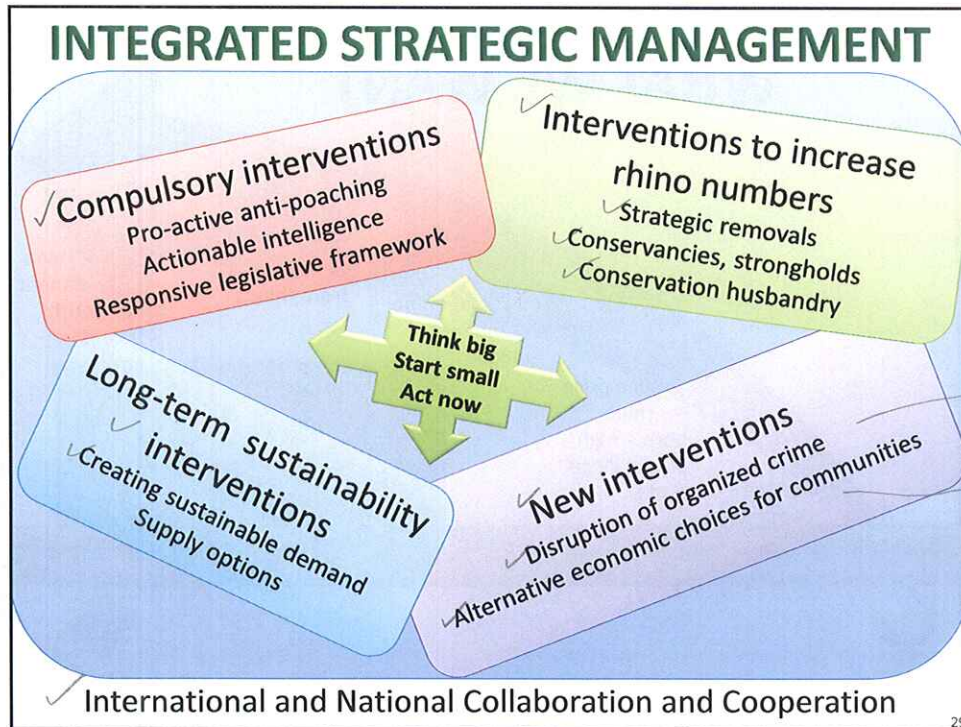 INTEGRATED STRATEGIC MANAGEMENT
Compulsory interventions
Pro-active anti-poaching
Actionable intelligence
Responsive legislative framework
Interventions to increase
rhino numbers
Strategic removals
Conservancies, strongholds
Conservation husbandry
Think big
Start small
Act now
Long-term sustainability
interventions
Creating sustainable demand
Supply options
New interventions
Disruption of organized crime
Alternative economic choices for communities
International and National Collaboration and Cooperation